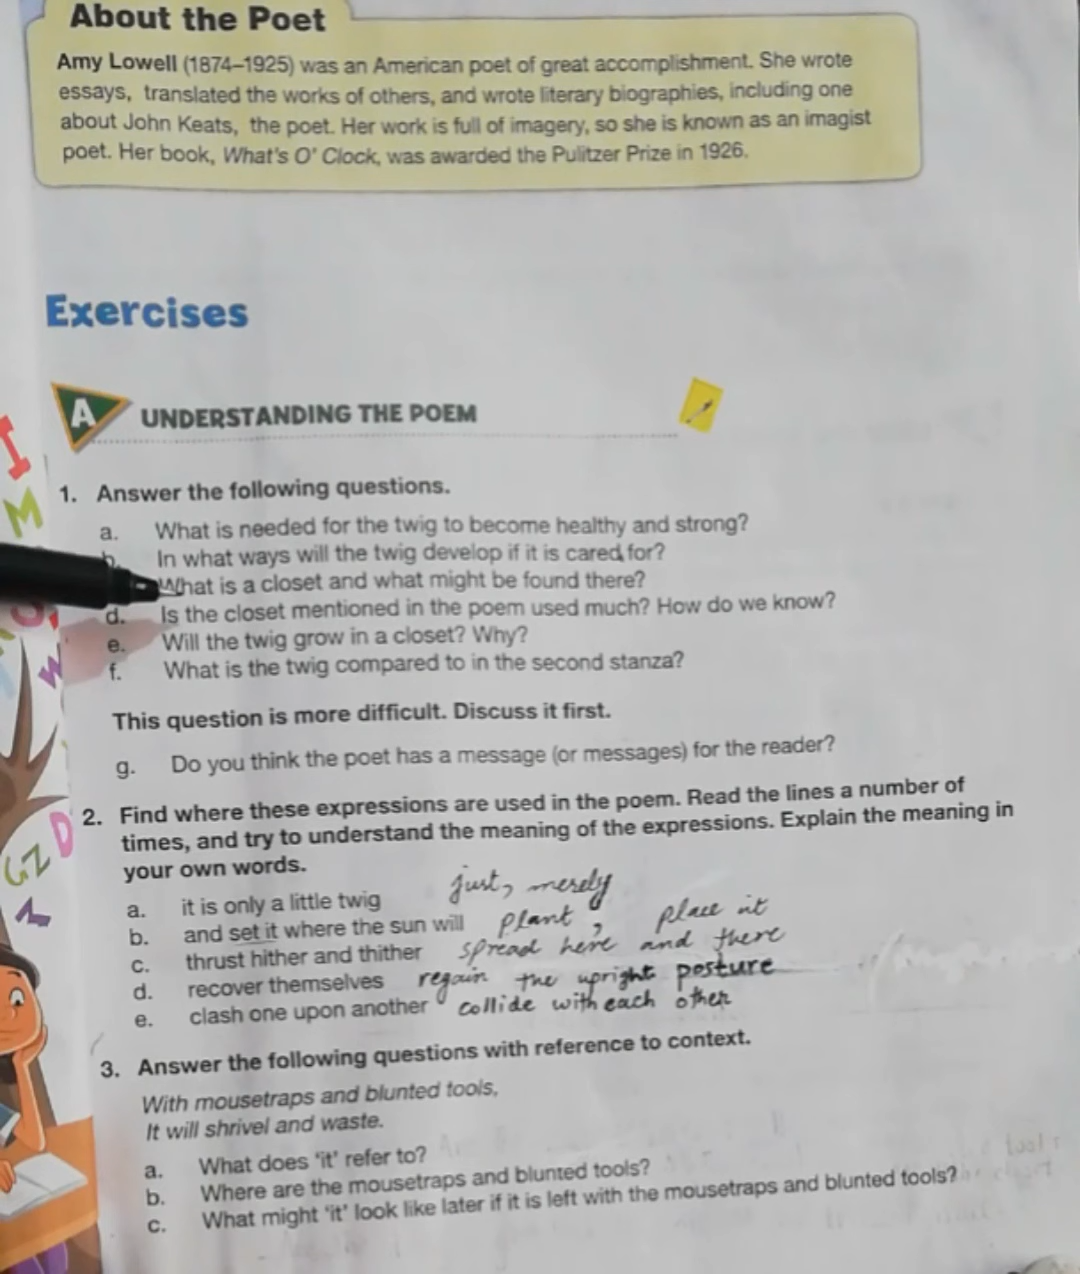 About the Poet
Amy Lowell (1874–1925) was an American poet of great accomplishment. She wrote
essays, translated the works of others, and wrote literary biographies, including one
about John Keats, the poet. Her work is full of imagery, so she is known as an imagist
poet. Her book, What's O' Clock, was awarded the Pulitzer Prize in 1926.
Exercises
A UNDERSTANDING THE POEM
1. Answer the following questions.
a. What is needed for the twig to become healthy and strong?
b. In what ways will the twig develop if it is cared for?
What is a closet and what might be found there?
d. Is the closet mentioned in the poem used much? How do we know?
e. Will the twig grow in a closet? Why?
f. What is the twig compared to in the second stanza?
This question is more difficult. Discuss it first.
g. Do you think the poet has a message (or messages) for the reader?
2. Find where these expressions are used in the poem. Read the lines a number of
times, and try to understand the meaning of the expressions. Explain the meaning in
your own words.
a. it is only a little twig just, merely
b. and set it where the sun will plant, place it
c. thrust hither and thither spread here and there
d. recover themselves regain the upright posture
e. clash one upon another collide with each other
3. Answer the following questions with reference to context.
With mousetraps and blunted tools,
It will shrivel and waste.
a. What does 'it' refer to?
b. Where are the mousetraps and blunted tools?
c. What might 'it' look like later if it is left with the mousetraps and blunted tools?
I
M
W
D
G Z